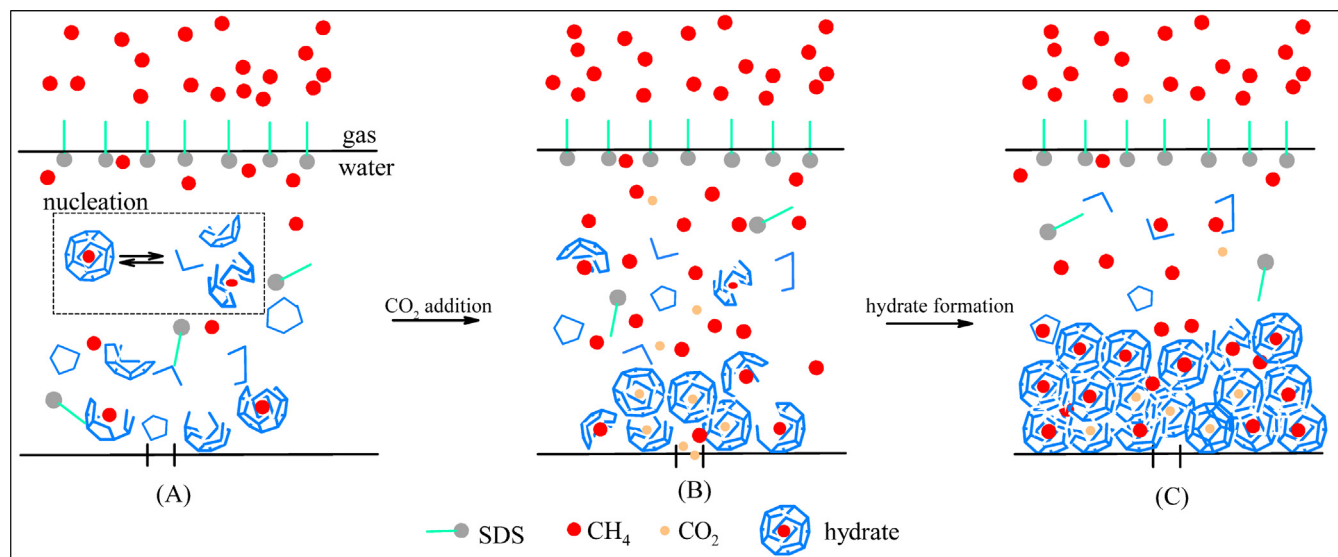 gas
water
nucleation
CO₂ addition
hydrate formation
(A)
(B)
(C)
SDS
CH₄
CO₂
hydrate